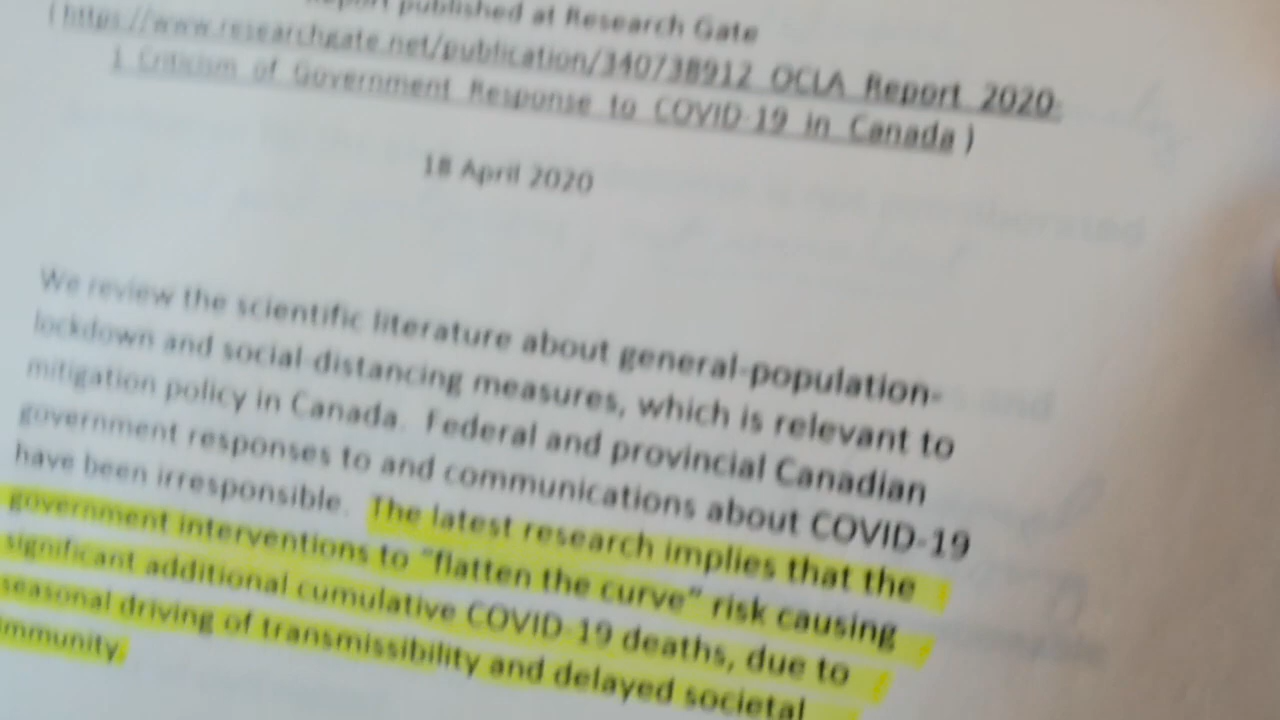 Report published at Research Gate
(https://www.researchgate.net/publication/340738912_OCLA_Report_2020-
1_Criticism_of_Government_Response_to_COVID-19_in_Canada )
18 April 2020
We review the scientific literature about general-population-
lockdown and social-distancing measures, which is relevant to
mitigation policy in Canada. Federal and provincial Canadian
government responses to and communications about COVID-19
have been irresponsible. The latest research implies that the
government interventions to "flatten the curve" risk causing
significant additional cumulative COVID-19 deaths, due to
seasonal driving of transmissibility and delayed societal
immunity.